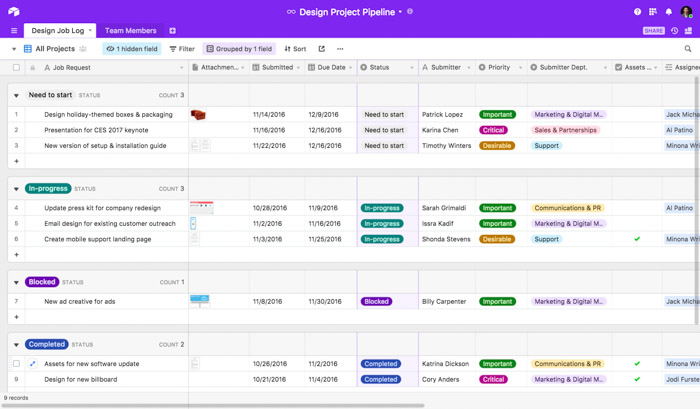 Design Project Pipeline
Design Job Log Team Members SHARE
All Projects 1 hidden field Filter Grouped by 1 field Sort
Job Request Attachmen... Submitted Due Date Status Submitter Priority Submitter Dept. Assets ... Assigne
Need to start STATUS COUNT 3
1 Design holiday-themed boxes & packaging 11/14/2016 12/9/2016 Need to start Patrick Lopez Important Marketing & Digital M... Jack Micha
2 Presentation for CES 2017 keynote 11/16/2016 12/16/2016 Need to start Karina Chen Critical Sales & Partnerships Al Patino
3 New version of setup & installation guide 11/22/2016 12/12/2016 Need to start Timothy Winters Desirable Support Minona Wri
+
In-progress STATUS COUNT 3
4 Update press kit for company redesign 10/28/2016 11/9/2016 In-progress Sarah Grimaldi Important Communications & PR Al Patino
5 Email design for existing customer outreach 11/2/2016 11/16/2016 In-progress Issra Kadif Important Marketing & Digital M...
6 Create mobile support landing page 11/3/2016 11/25/2016 In-progress Shonda Stevens Desirable Support Minona Wri
+
Blocked STATUS COUNT 1
7 New ad creative for ads 11/8/2016 11/30/2016 Blocked Billy Carpenter Important Marketing & Digital M... Jack Micha
+
Completed STATUS COUNT 2
Assets for new software update 10/26/2016 11/2/2016 Completed Katrina Dickson Important Communications & PR Minona Wri
9 Design for new billboard 10/21/2016 11/4/2016 Completed Cory Anders Critical Marketing & Digital M... Jodi Furste
9 records